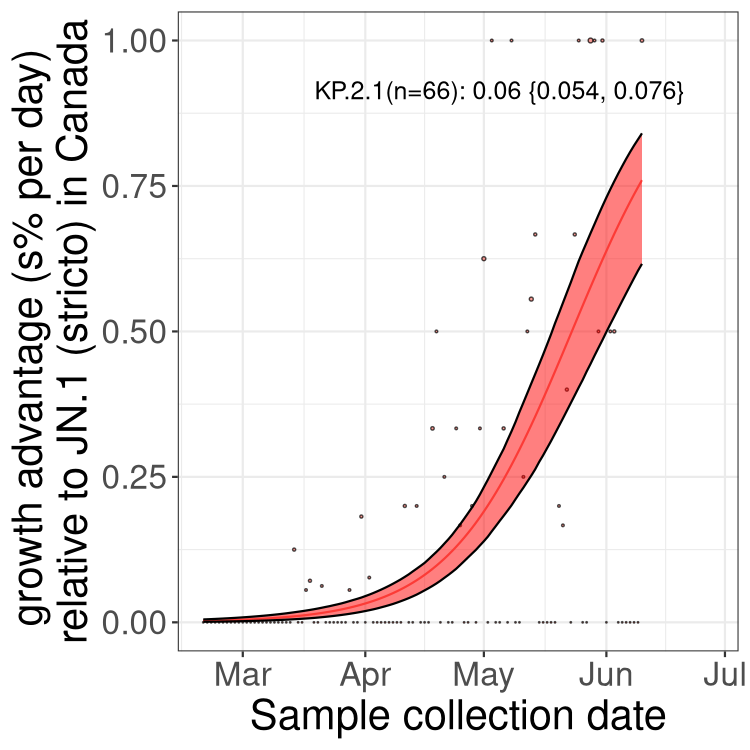 growth advantage (s% per day)
relative to JN.1 (stricto) in Canada
1.00
0.75
0.50
0.25
0.00
KP.2.1(n=66): 0.06 {0.054, 0.076}
Mar Apr May Jun Jul
Sample collection date